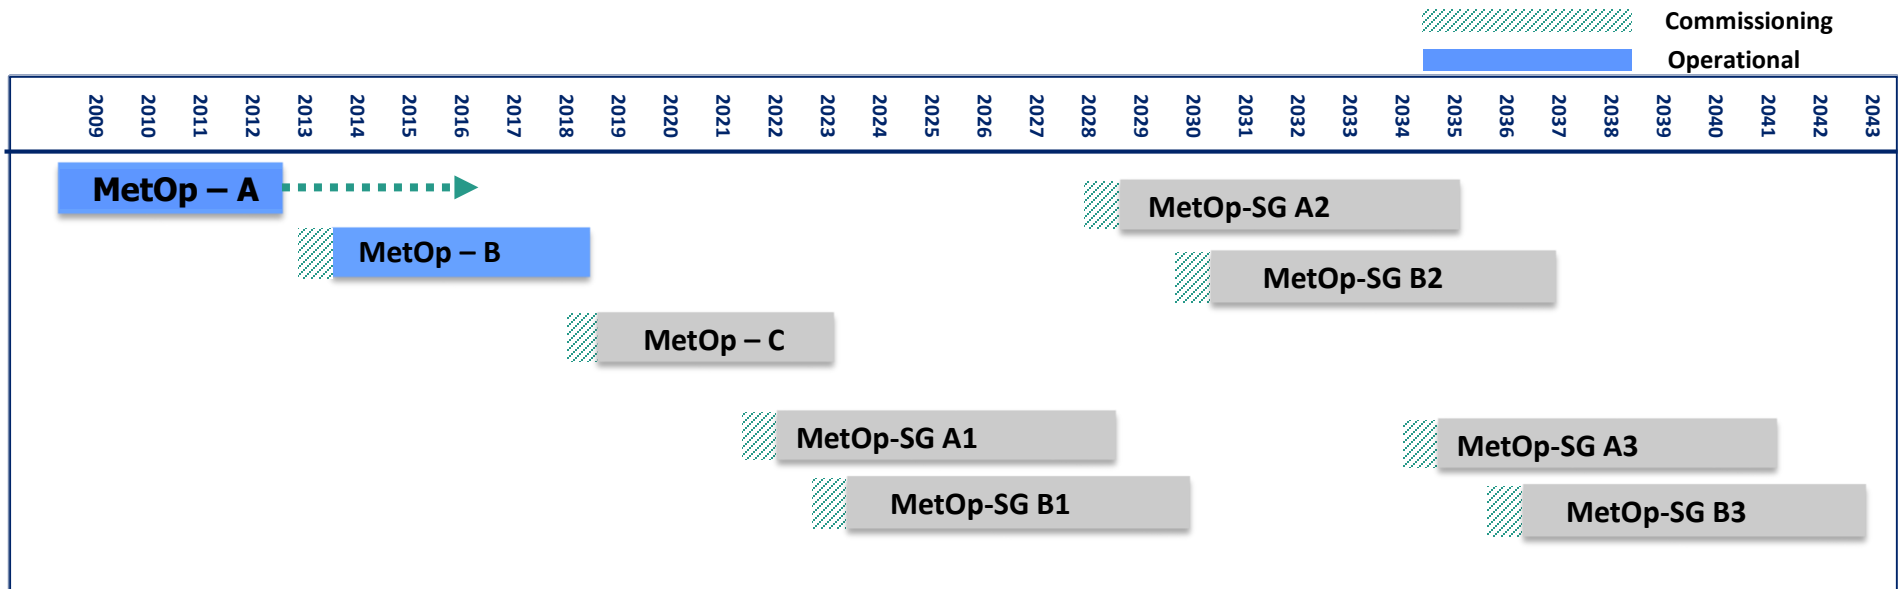 Commissioning
Operational
2009 2010 2011 2012 2013 2014 2015 2016 2017 2018 2019 2020 2021 2022 2023 2024 2025 2026 2027 2028 2029 2030 2031 2032 2033 2034 2035 2036 2037 2038 2039 2040 2041 2042 2043
MetOp – A
MetOp-SG A2
MetOp – B
MetOp-SG B2
MetOp – C
MetOp-SG A1
MetOp-SG A3
MetOp-SG B1
MetOp-SG B3